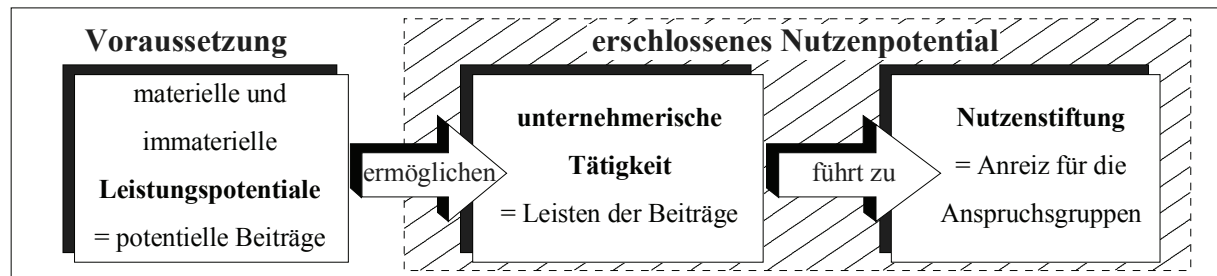 Voraussetzung
erschlossenes Nutzenpotential
materielle und
immaterielle
Leistungspotentiale
= potentielle Beiträge
ermöglichen
unternehmerische
Tätigkeit
= Leisten der Beiträge
führt zu
Nutzenstiftung
= Anreiz für die
Anspruchsgruppen